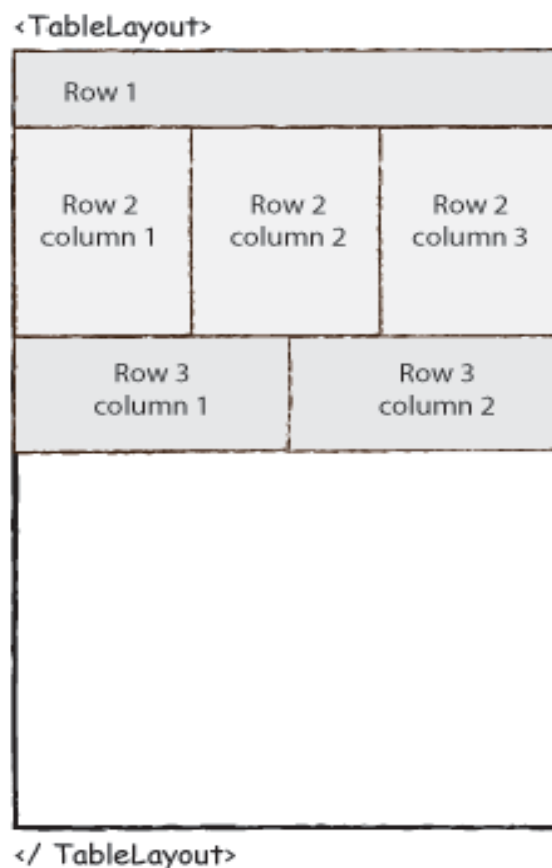 <TableLayout>
Row 1
Row 2
column 1
Row 2
column 2
Row 2
column 3
Row 3
column 1
Row 3
column 2
</ TableLayout>